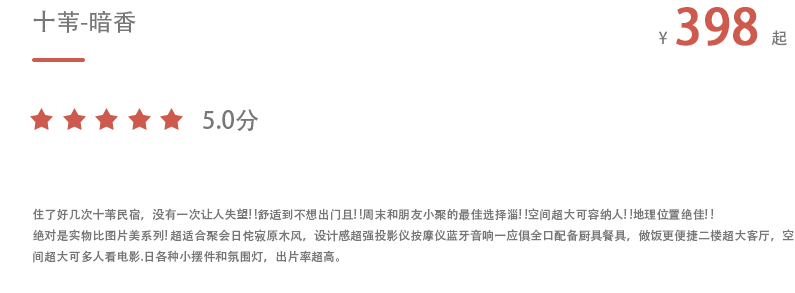 十苇-暗香
¥ 398 起
5.0分
住了好几次十苇民宿，没有一次让人失望!!舒适到不想出门且!!周末和朋友小聚的最佳选择淄!!空间超大可容纳人!!地理位置绝佳!!
绝对是实物比图片美系列!超适合聚会日侘寂原木风，设计感超强投影仪按摩仪蓝牙音响一应俱全口配备厨具餐具，做饭更便捷二楼超大客厅，空
间超大可多人看电影.日各种小摆件和氛围灯，出片率超高。